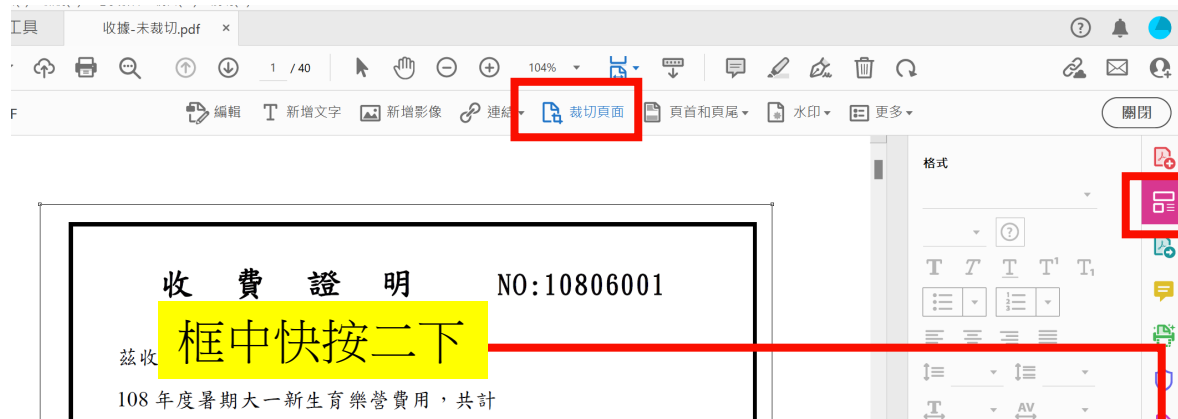 工具 收據-未裁切.pdf ×
1 / 40 104%
F 編輯 新增文字 新增影像 連結 裁切頁面 頁首和頁尾 水印 更多 關閉
格式
收 費 證 明 NO:10806001
框中快按二下
茲收
108 年度暑期大一新生育樂營費用，共計